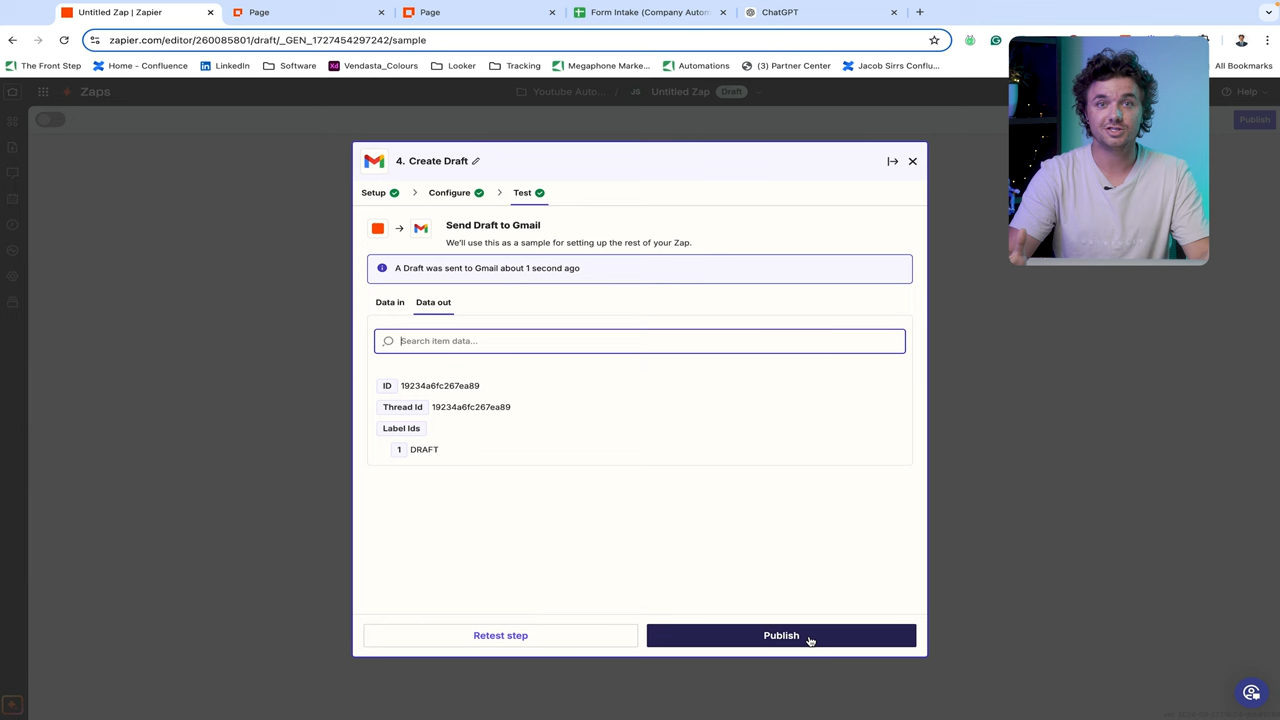 Untitled Zap | Zapier
Page
Page
Form Intake (Company Autom
ChatGPT
zapier.com/editor/260085801/draft/_GEN_1727454297242/sample
The Front Step
Home - Confluence
LinkedIn
Software
Vendasta_Colours
Looker
Tracking
Megaphone Marke...
Automations
(3) Partner Center
Jacob Sirrs Conflu...
All Bookmarks
Zaps
Youtube Auto... / JS Untitled Zap Draft
Help
Publish
4. Create Draft
Setup
Configure
Test
Send Draft to Gmail
We'll use this as a sample for setting up the rest of your Zap.
A Draft was sent to Gmail about 1 second ago
Data in
Data out
Search item data...
ID 19234a6fc267ea89
Thread Id 19234a6fc267ea89
Label Ids
1 DRAFT
Retest step
Publish